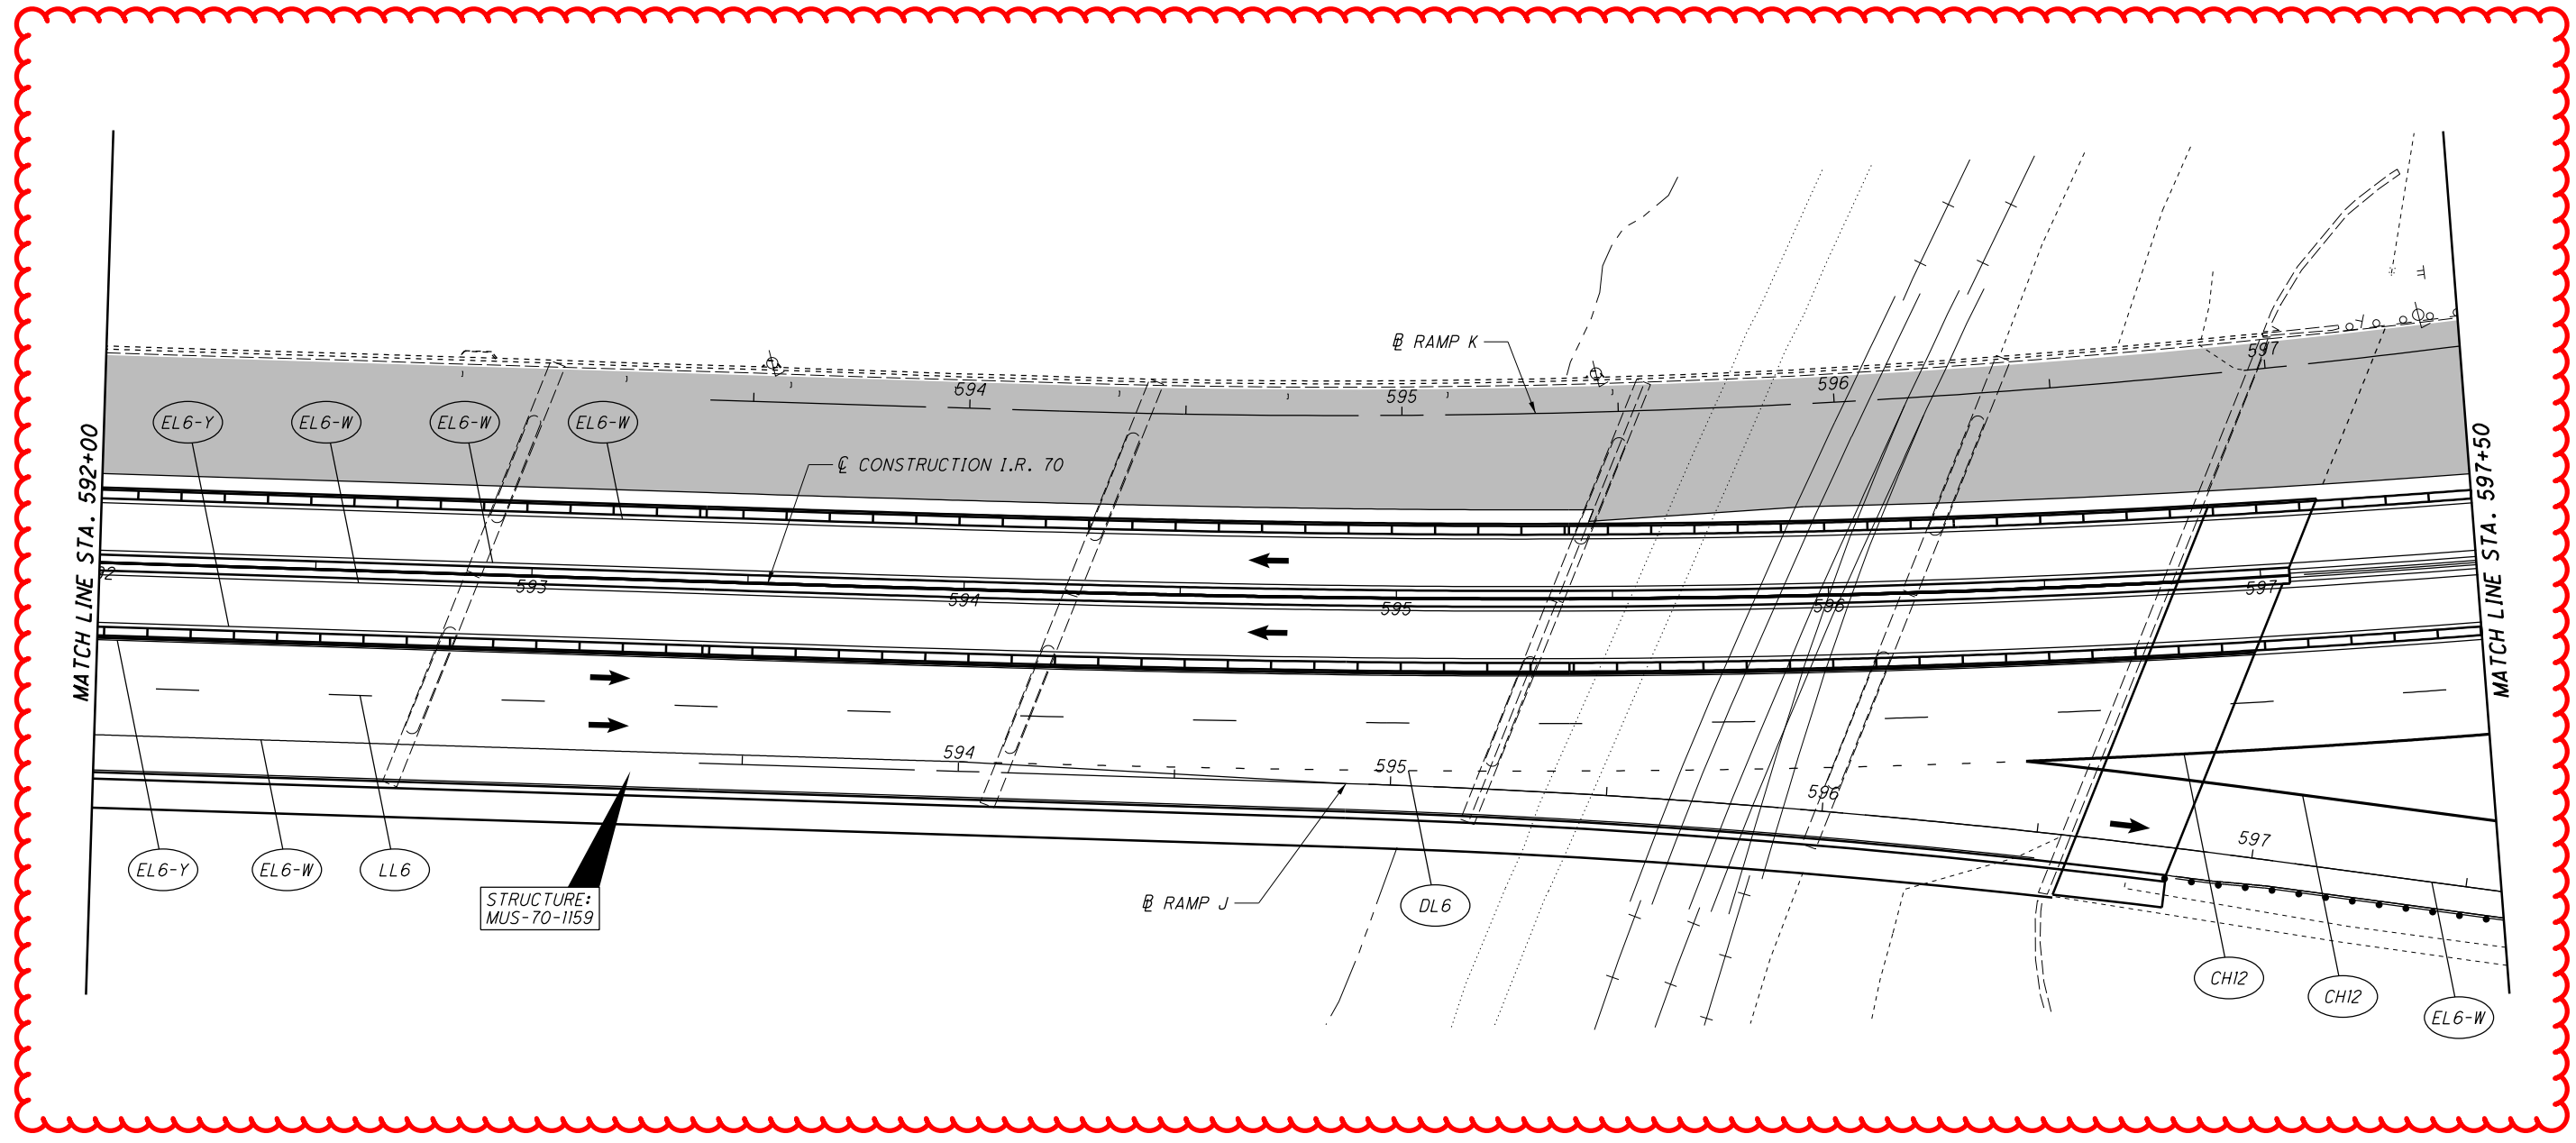 MATCH LINE STA. 592+00
MATCH LINE STA. 597+50
℄ RAMP K
594
595
596
597
EL6-Y
EL6-W
EL6-W
EL6-W
℄ CONSTRUCTION I.R. 70
593
594
595
596
597
594
595
596
597
EL6-Y
EL6-W
LL6
STRUCTURE:
MUS-70-1159
RAMP J
DL6
CH12
CH12
EL6-W